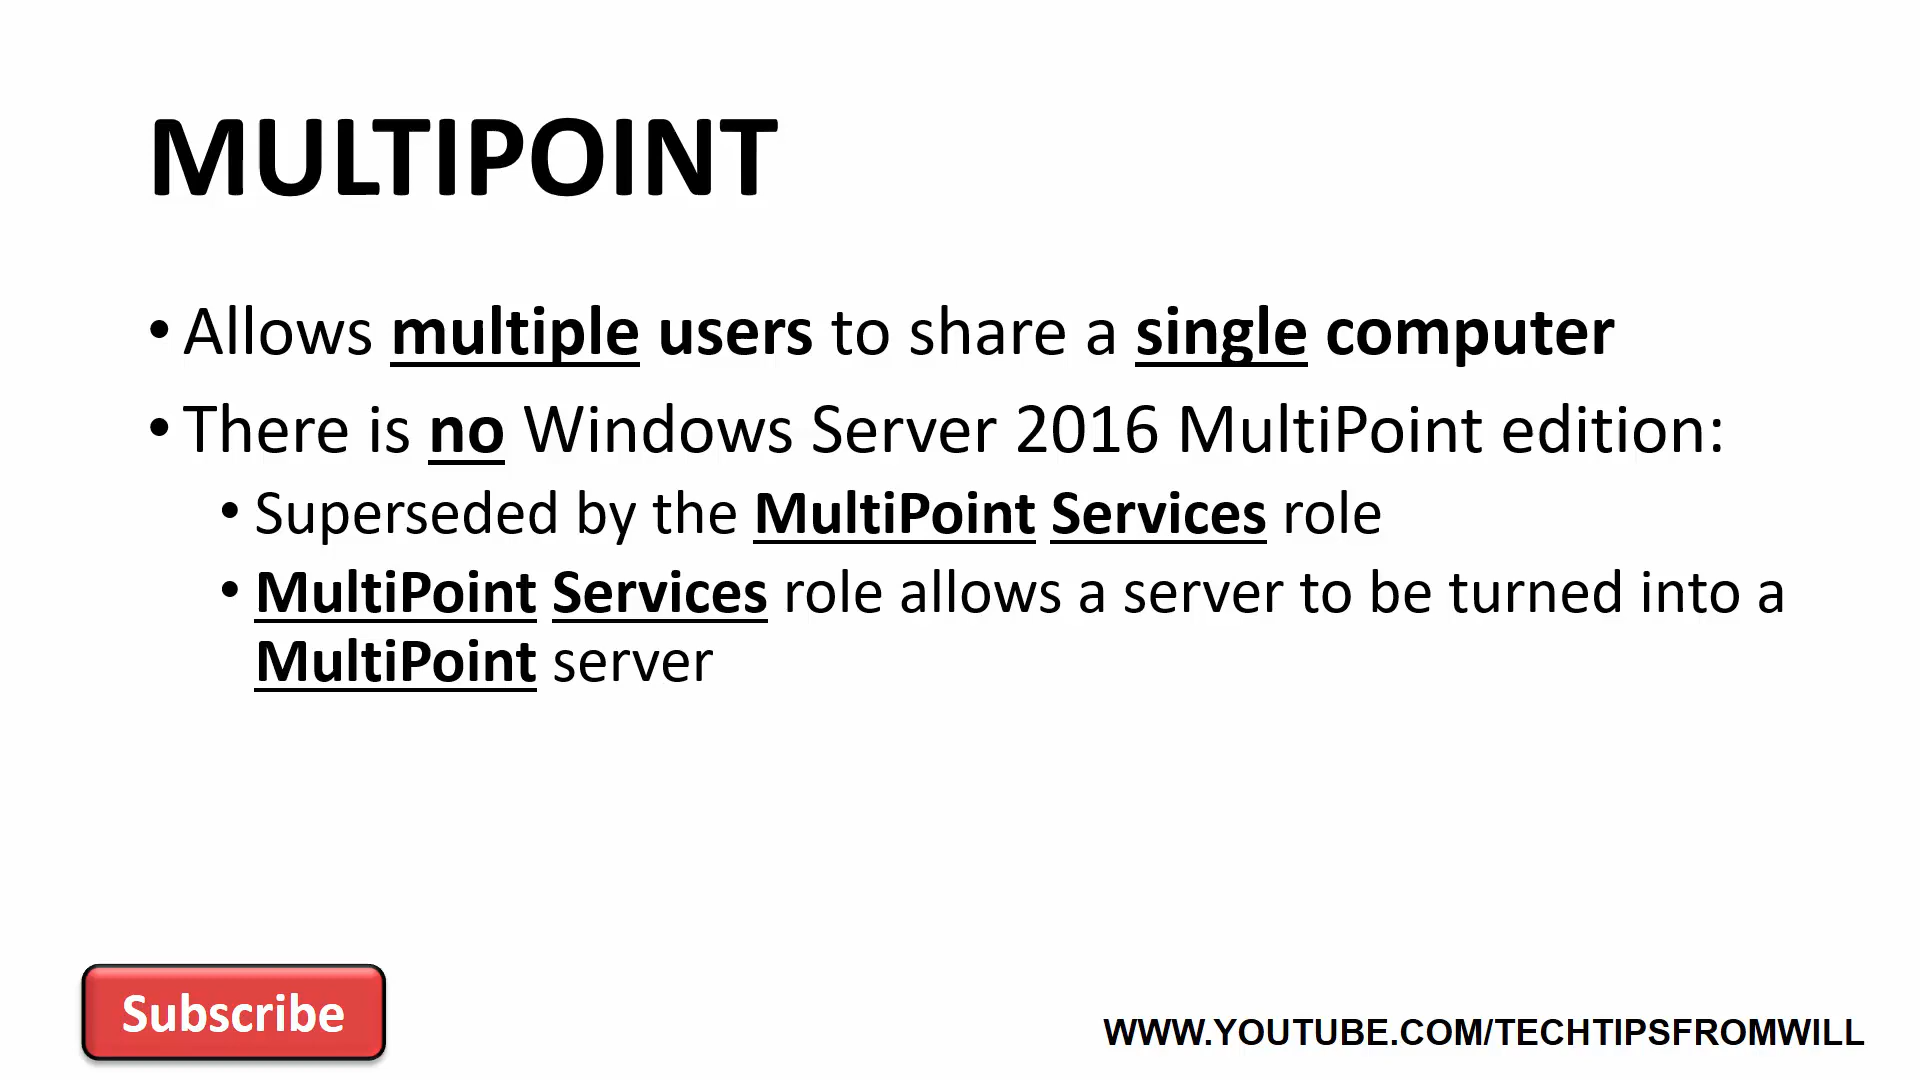 MULTIPOINT
• Allows multiple users to share a single computer
• There is no Windows Server 2016 MultiPoint edition:
• Superseded by the MultiPoint Services role
• MultiPoint Services role allows a server to be turned into a
MultiPoint server
Subscribe
WWW.YOUTUBE.COM/TECHTIPSFROMWILL